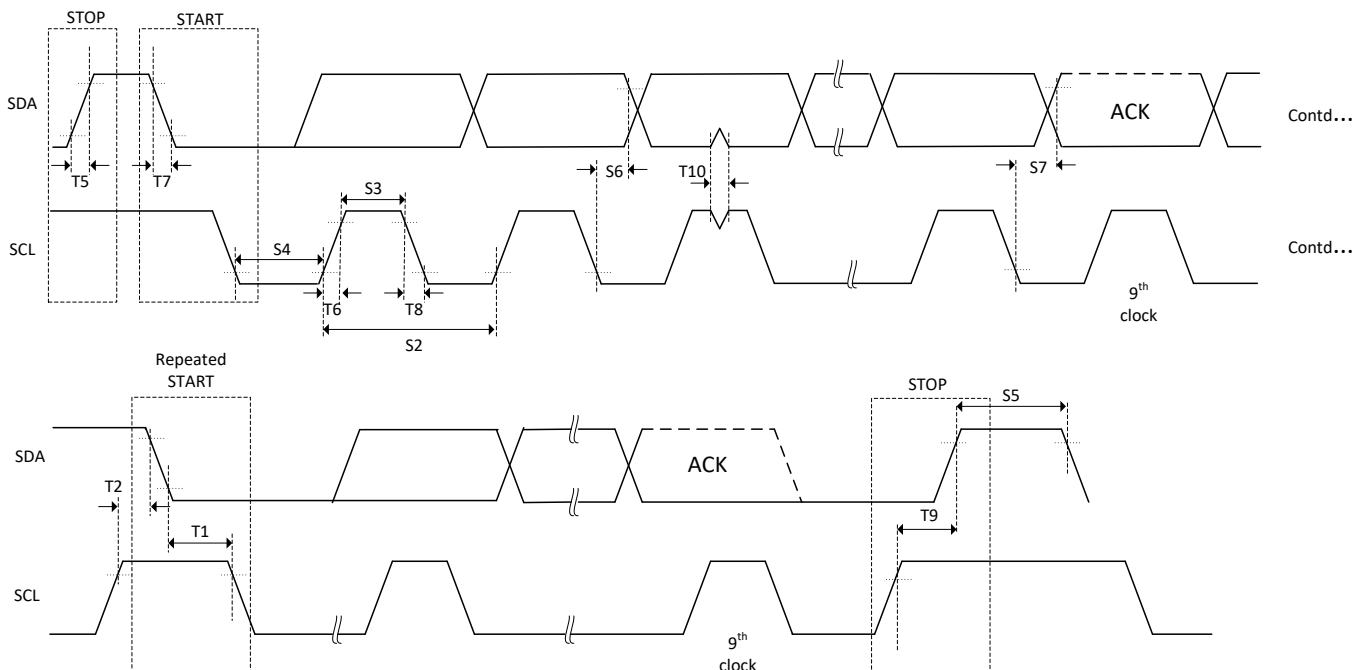 STOP
START
SDA
ACK
Contd...
T5
T7
S6
T10
S7
S3
SCL
S4
Contd...
T6
T8
9th
clock
S2
Repeated
START
STOP
S5
SDA
ACK
T2
T9
T1
SCL
9th
clock